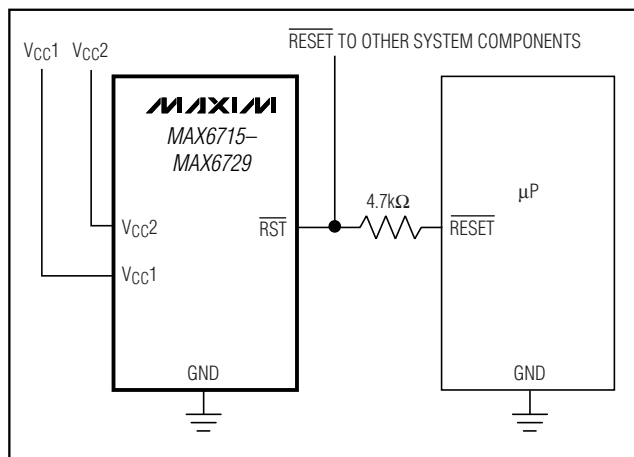 RESET TO OTHER SYSTEM COMPONENTS
VCC1 VCC2
MAXIM
MAX6715–
MAX6729
4.7kΩ
μP
VCC2
RST
RESET
VCC1
GND
GND